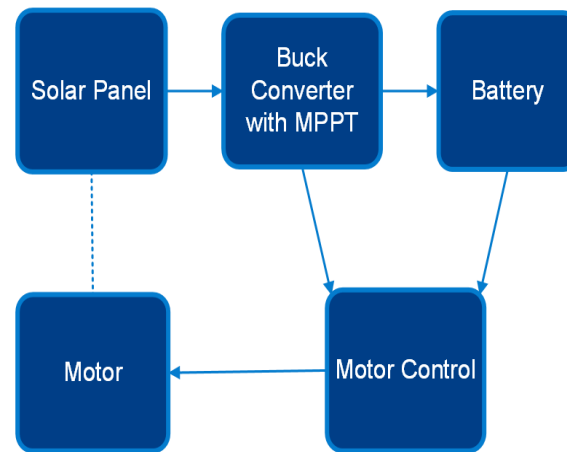 Solar Panel
Buck
Converter
with MPPT
Battery
Motor
Motor Control